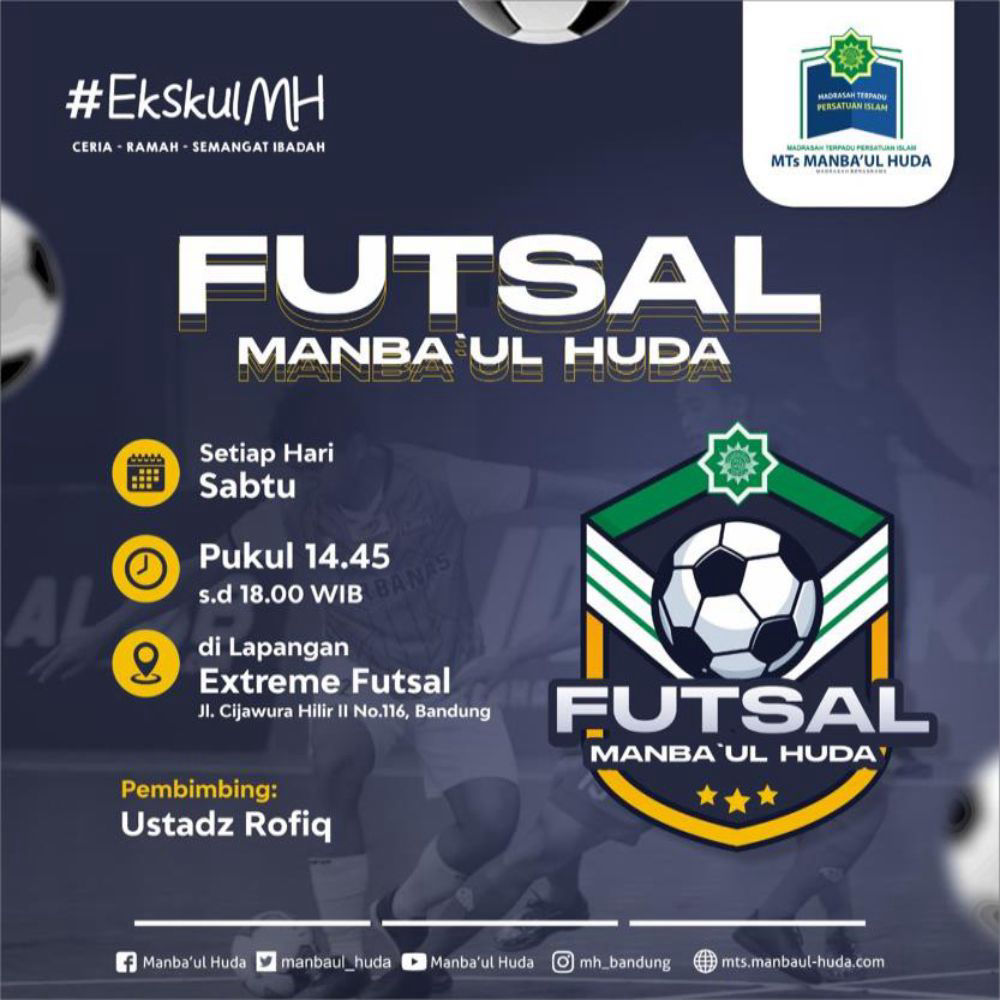 #EkskulMH
CERIA - RAMAH - SEMANGAT IBADAH
MADRASAH TERPADU
PERSATUAN ISLAM
MADRASAH TERPADU PERSATUAN ISLAM
MTs MANBA'UL HUDA
MADRASAH BERASRAMA
FUTSAL
MANBA`UL HUDA
Setiap Hari
Sabtu
Pukul 14.45
s.d 18.00 WIB
di Lapangan
Extreme Futsal
Jl. Cijawura Hilir II No.116, Bandung
Pembimbing:
Ustadz Rofiq
FUTSAL
MANBA`UL HUDA
Manba'ul Huda manbaul_huda Manba'ul Huda mh_bandung mts.manbaul-huda.com